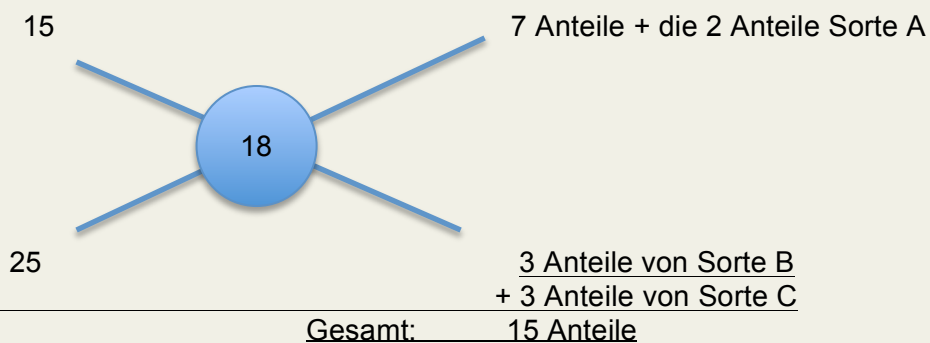 15 7 Anteile + die 2 Anteile Sorte A
18
25 3 Anteile von Sorte B
+ 3 Anteile von Sorte C
Gesamt: 15 Anteile